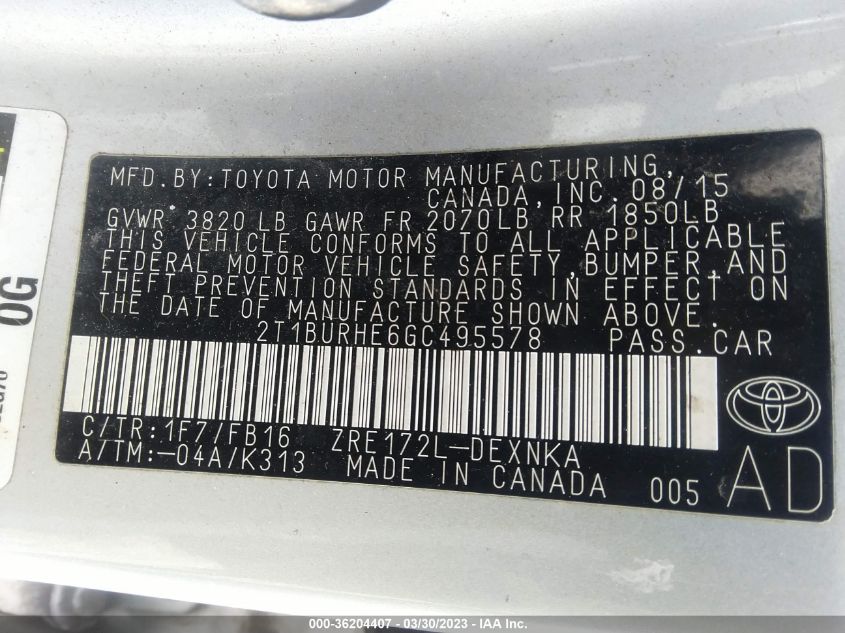 MFD. BY: TOYOTA MOTOR MANUFACTURING,
CANADA, INC. 08/15
GVWR 3820 LB GAWR FR 2070LB RR 1850LB
THIS VEHICLE CONFORMS TO ALL APPLICABLE
FEDERAL MOTOR VEHICLE SAFETY, BUMPER, AND
THEFT PREVENTION STANDARDS IN EFFECT ON
THE DATE OF MANUFACTURE SHOWN ABOVE.
2T1BURHE6GC495578 PASS. CAR
C/TR: 1F7/FB16 ZRE172L-DEXNKA
A/TM:-04A/K313 MADE IN CANADA 005 AD
OG
000-36204407 - 03/30/2023 - IAA Inc.